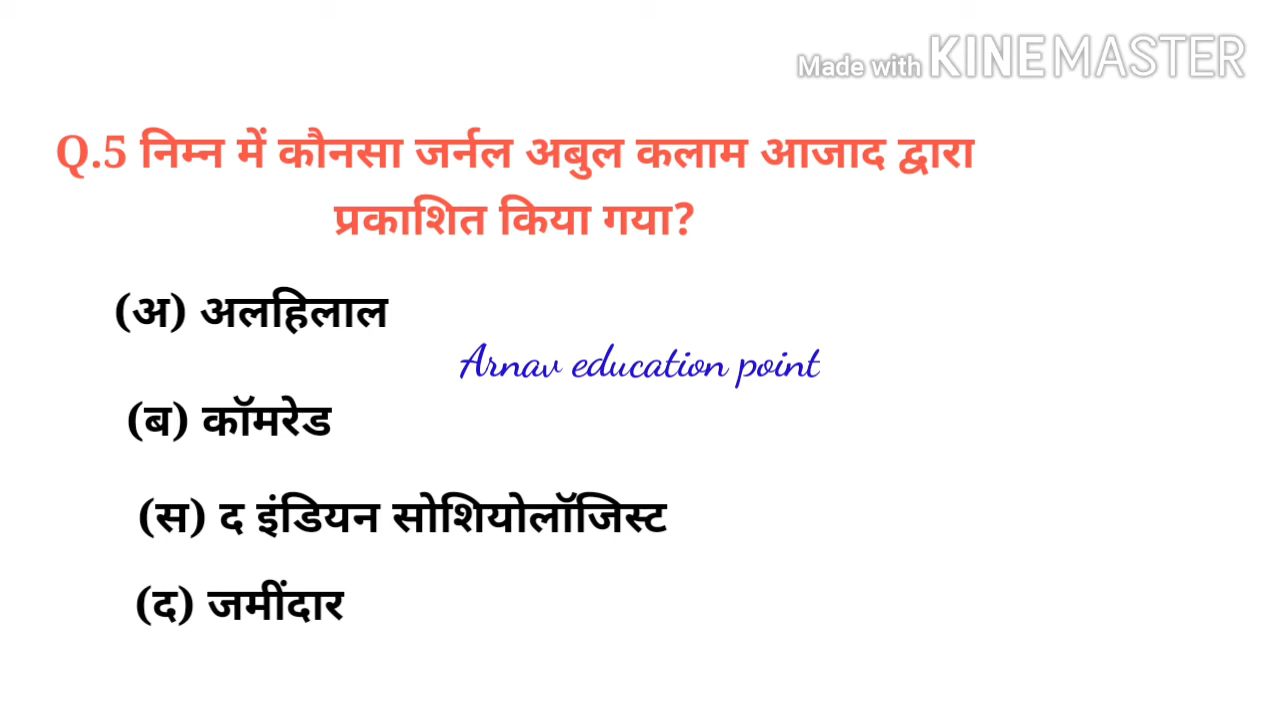 Made with KINEMASTER
Q.5 निम्न में कौनसा जर्नल अबुल कलाम आजाद द्वारा
प्रकाशित किया गया?
(अ) अलहिलाल
Arnav education point
(ब) कॉमरेड
(स) द इंडियन सोशियोलॉजिस्ट
(द) जमींदार